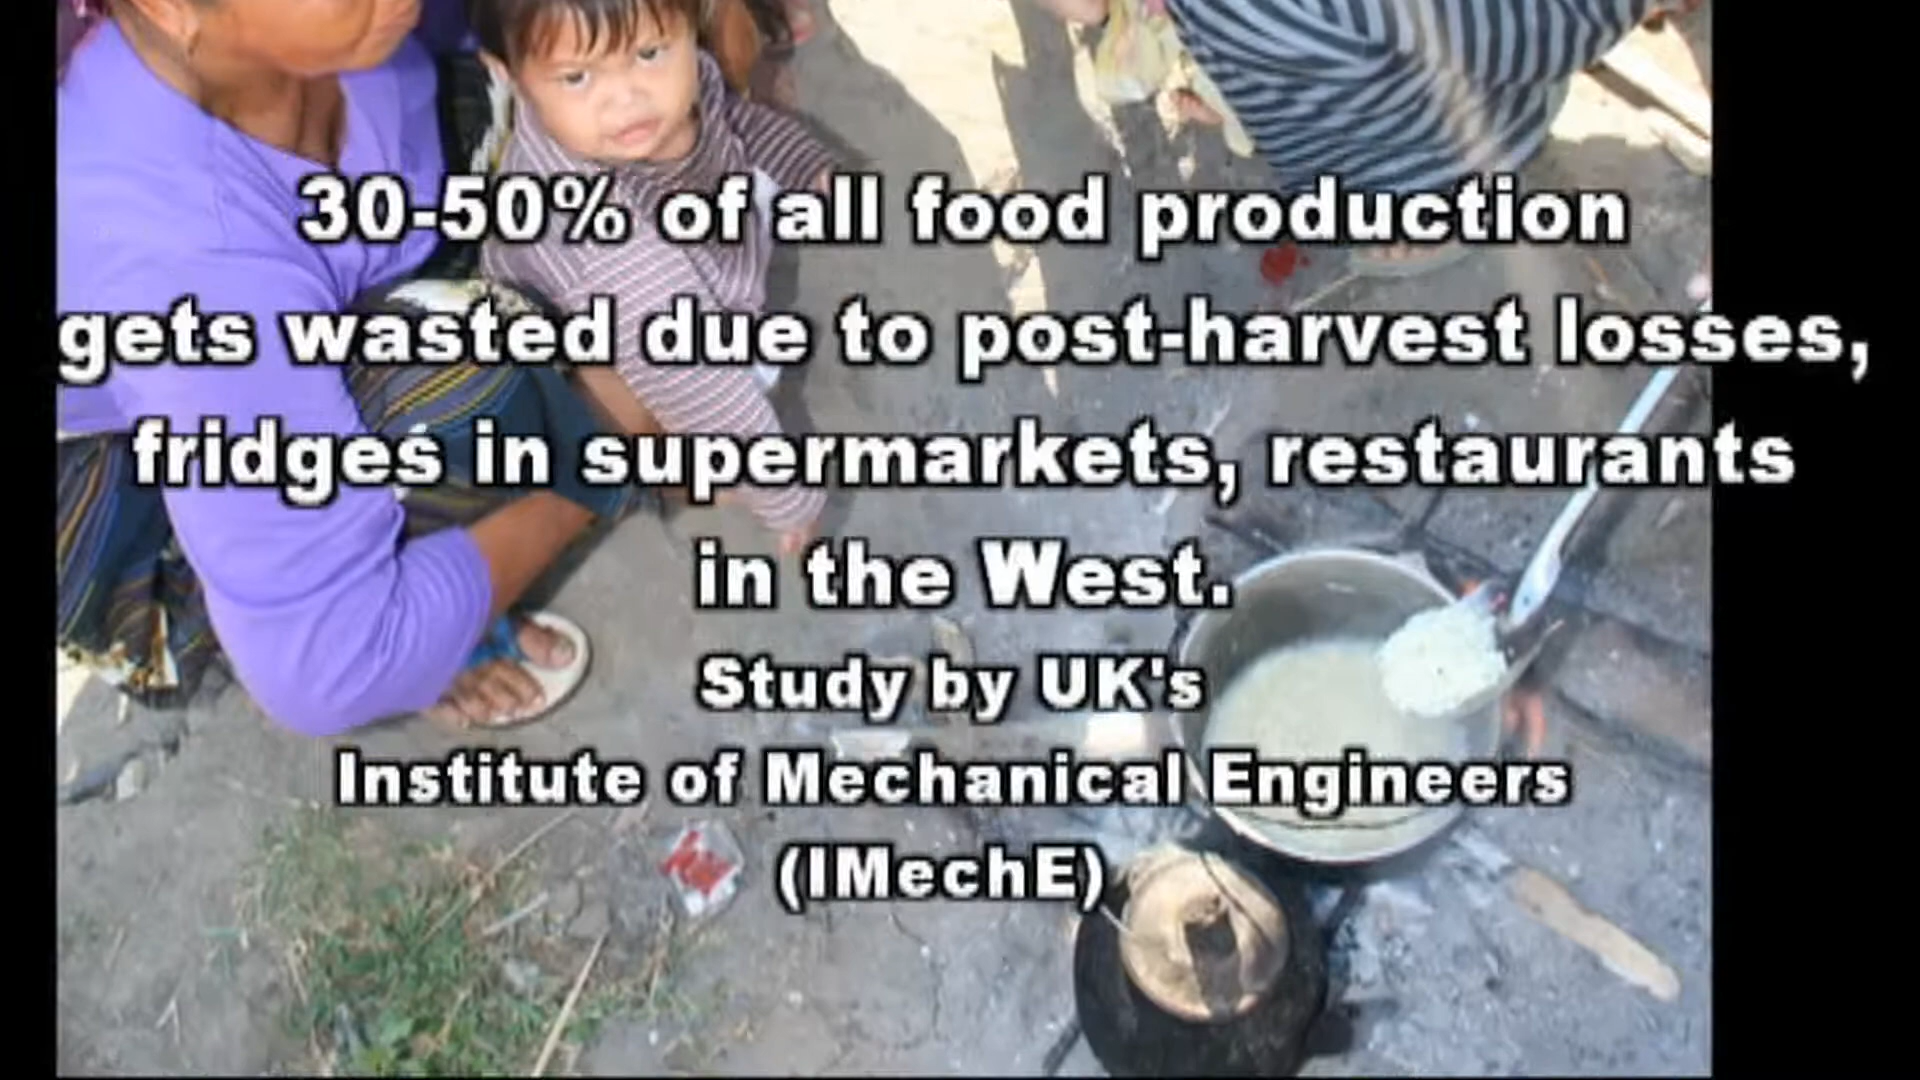 30-50% of all food production
gets wasted due to post-harvest losses,
fridges in supermarkets, restaurants
in the West.
Study by UK's
Institute of Mechanical Engineers
(IMechE)